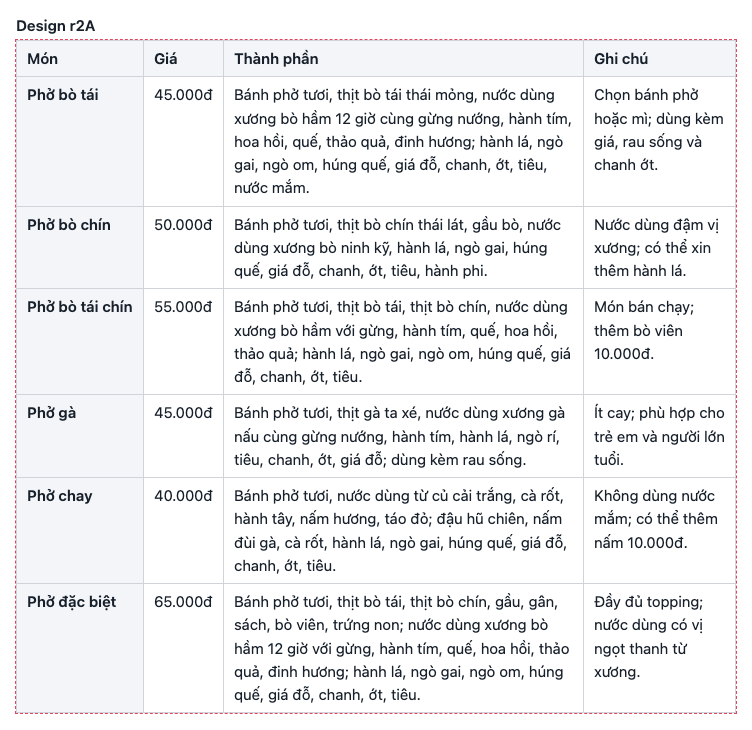 Design r2A
Món Giá Thành phần Ghi chú
Phở bò tái 45.000đ Bánh phở tươi, thịt bò tái thái mỏng, nước dùng
xương bò hầm 12 giờ cùng gừng nướng, hành tím,
hoa hồi, quế, thảo quả, đinh hương; hành lá, ngò
gai, ngò om, húng quế, giá đỗ, chanh, ớt, tiêu,
nước mắm.
Chọn bánh phở
hoặc mì; dùng kèm
giá, rau sống và
chanh ớt.
Phở bò chín 50.000đ Bánh phở tươi, thịt bò chín thái lát, gầu bò, nước
dùng xương bò ninh kỹ, hành lá, ngò gai, húng
quế, giá đỗ, chanh, ớt, tiêu, hành phi.
Nước dùng đậm vị
xương; có thể xin
thêm hành lá.
Phở bò tái chín 55.000đ Bánh phở tươi, thịt bò tái, thịt bò chín, nước dùng
xương bò hầm với gừng, hành tím, quế, hoa hồi,
thảo quả; hành lá, ngò gai, ngò om, húng quế, giá
đỗ, chanh, ớt, tiêu.
Món bán chạy;
thêm bò viên
10.000đ.
Phở gà 45.000đ Bánh phở tươi, thịt gà ta xé, nước dùng xương gà
nấu cùng gừng nướng, hành tím, hành lá, ngò rí,
tiêu, chanh, ớt, giá đỗ; dùng kèm rau sống.
Ít cay; phù hợp cho
trẻ em và người lớn
tuổi.
Phở chay 40.000đ Bánh phở tươi, nước dùng từ củ cải trắng, cà rốt,
hành tây, nấm hương, táo đỏ; đậu hũ chiên, nấm
đùi gà, cà rốt, hành lá, ngò gai, húng quế, giá đỗ,
chanh, ớt, tiêu.
Không dùng nước
mắm; có thể thêm
nấm 10.000đ.
Phở đặc biệt 65.000đ Bánh phở tươi, thịt bò tái, thịt bò chín, gầu, gân,
sách, bò viên, trứng non; nước dùng xương bò
hầm 12 giờ với gừng, hành tím, quế, hoa hồi, thảo
quả, đinh hương; hành lá, ngò gai, ngò om, húng
quế, giá đỗ, chanh, ớt, tiêu.
Đầy đủ topping;
nước dùng có vị
ngọt thanh từ
xương.